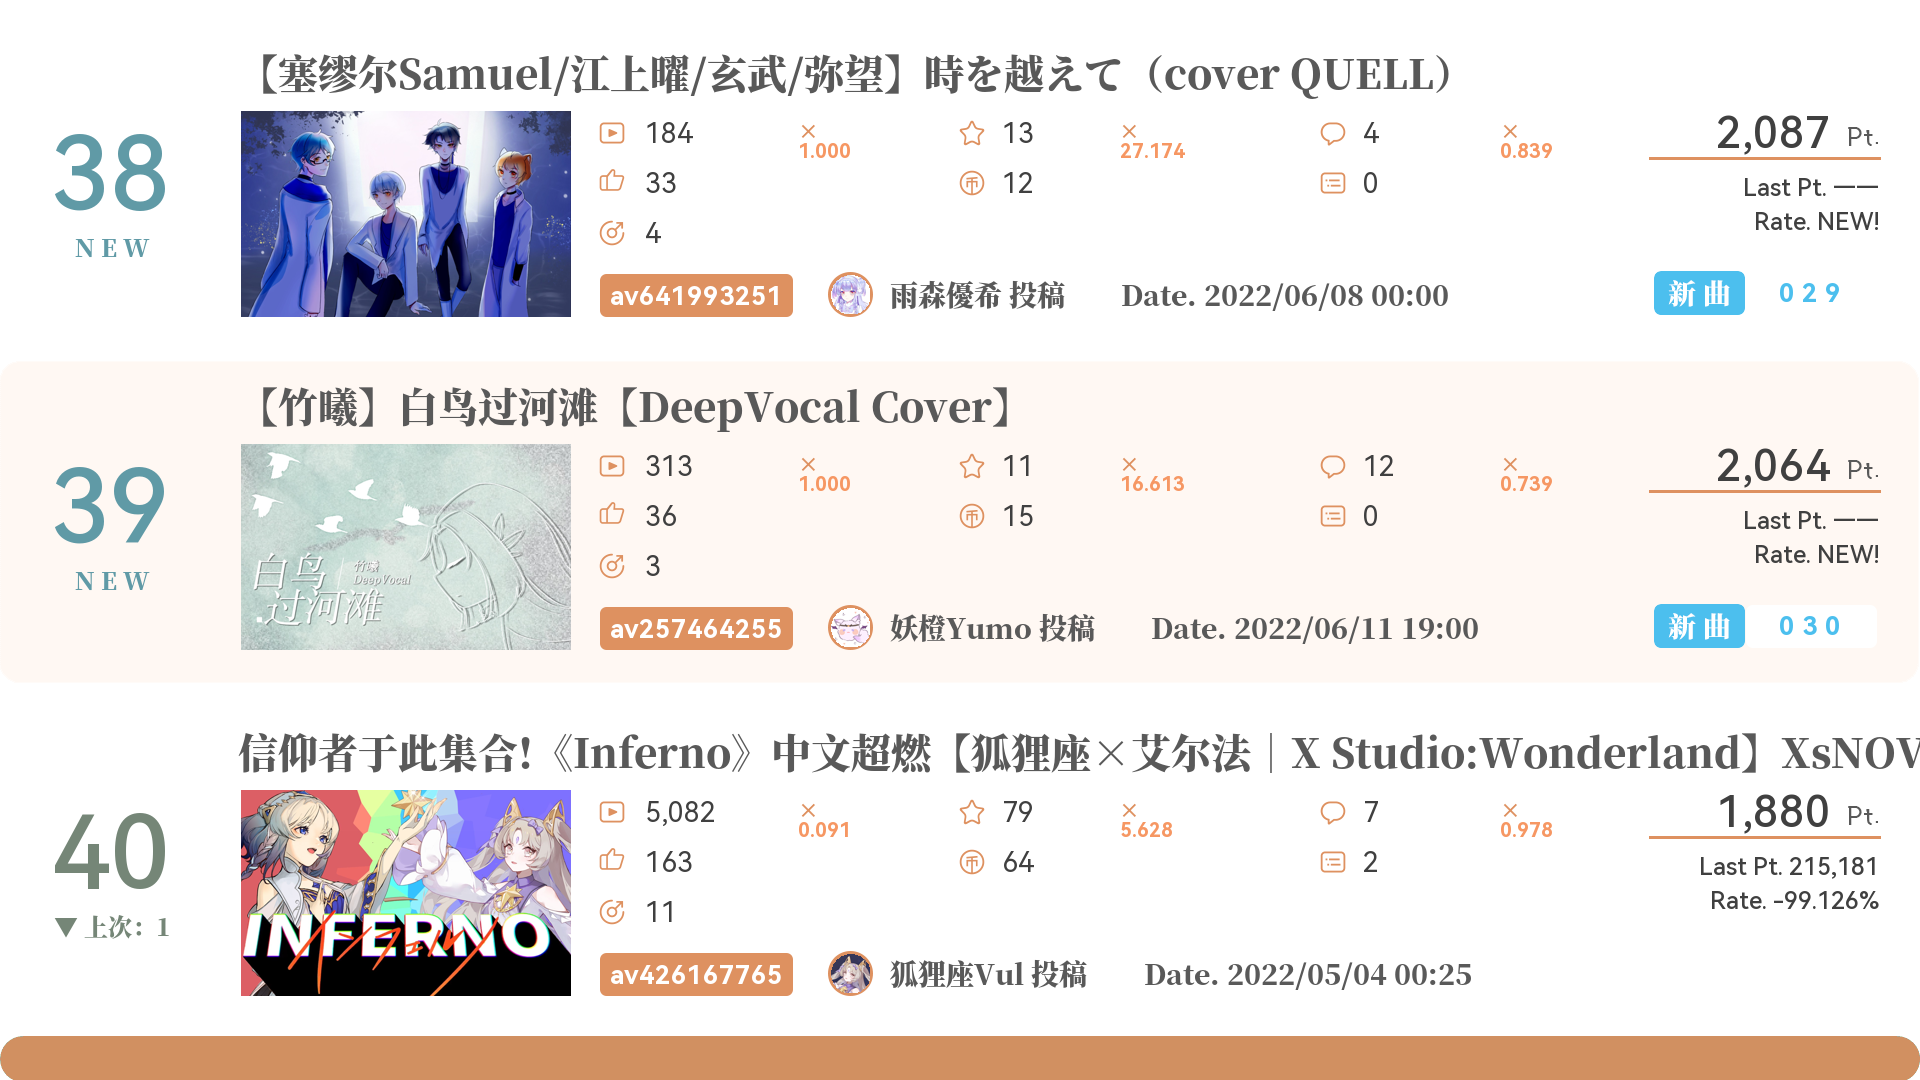 【塞缪尔Samuel/江上曜/玄武/弥望】時を越えて（cover QUELL）
38
NEW
184
× 1.000
13
× 27.174
4
× 0.839
33
12
0
4
2,087 Pt.
Last Pt. ——
Rate. NEW!
av641993251
雨森優希 投稿
Date. 2022/06/08 00:00
新曲 029
【竹曦】白鸟过河滩【DeepVocal Cover】
39
NEW
白鸟
过河滩
竹曦
DeepVocal
313
× 1.000
11
× 16.613
12
× 0.739
36
15
0
3
2,064 Pt.
Last Pt. ——
Rate. NEW!
av257464255
妖橙Yumo 投稿
Date. 2022/06/11 19:00
新曲 030
信仰者于此集合!《Inferno》中文超燃【狐狸座×艾尔法｜X Studio:Wonderland】XsNOV
40
▼上次：1
INFERNO
インフェルノ
5,082
× 0.091
79
× 5.628
7
× 0.978
163
64
2
11
1,880 Pt.
Last Pt. 215,181
Rate. -99.126%
av426167765
狐狸座Vul 投稿
Date. 2022/05/04 00:25